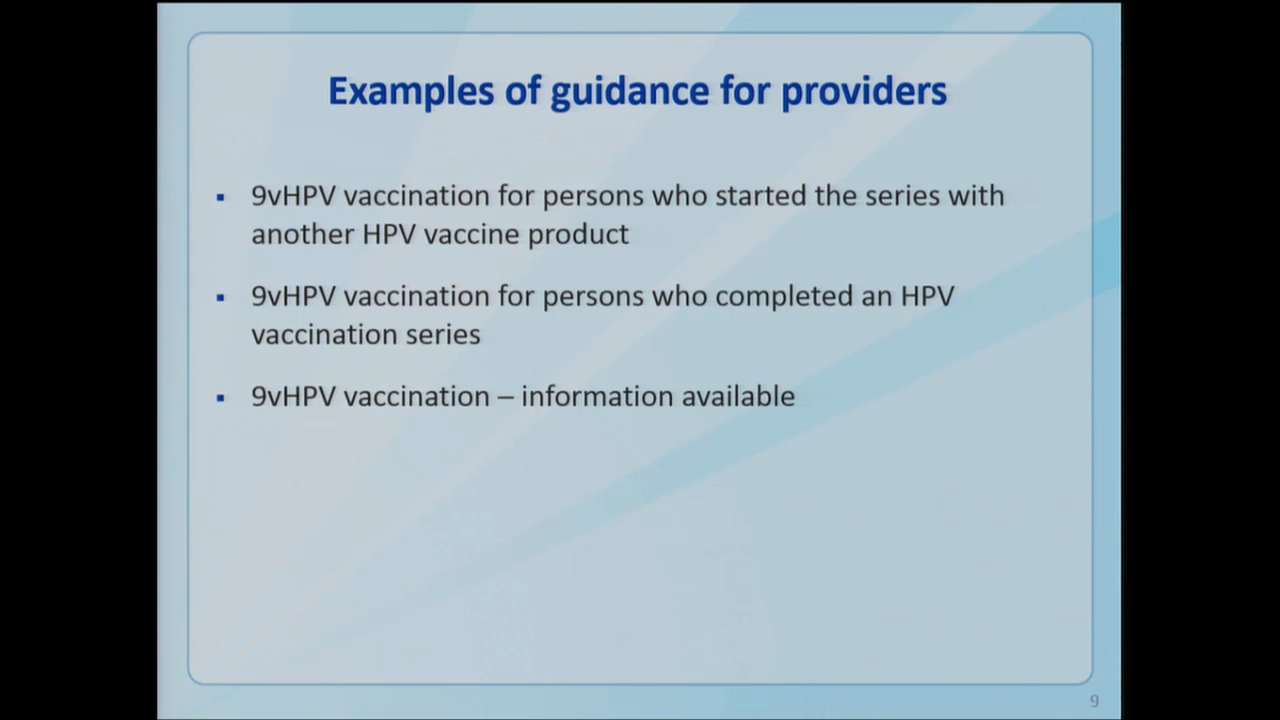 Examples of guidance for providers
9vHPV vaccination for persons who started the series with
another HPV vaccine product
9vHPV vaccination for persons who completed an HPV
vaccination series
9vHPV vaccination – information available
9